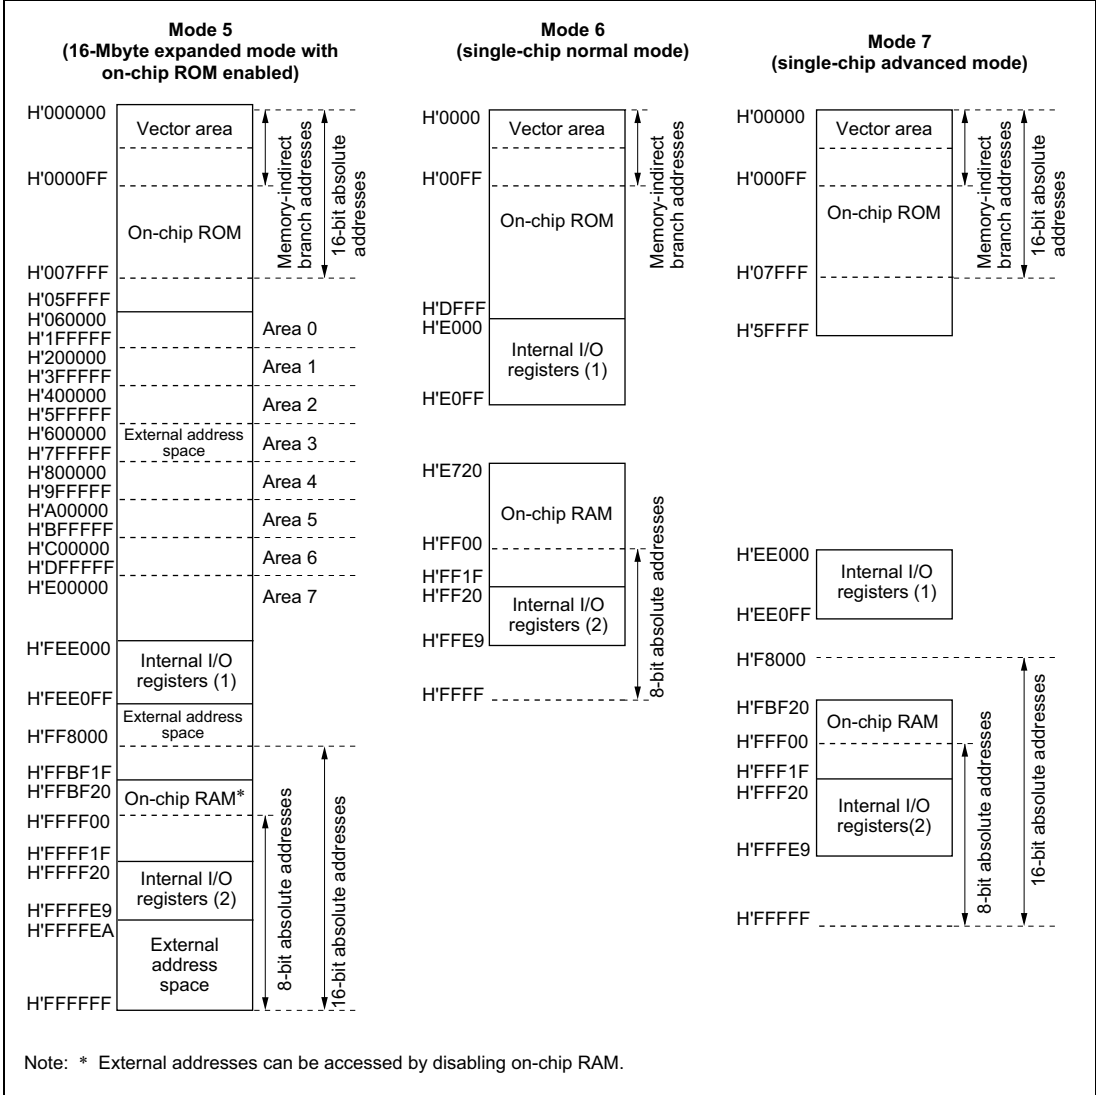 Mode 5
(16-Mbyte expanded mode with
on-chip ROM enabled)
H'000000
Vector area
H'0000FF
On-chip ROM
H'007FFF
H'05FFFF
H'060000
H'1FFFFF
H'200000
H'3FFFFF
H'400000
H'5FFFFF
H'600000
H'7FFFFF
H'800000
H'9FFFFF
H'A00000
H'BFFFFF
H'C00000
H'DFFFFF
H'E00000
External address
space
Area 0
Area 1
Area 2
Area 3
Area 4
Area 5
Area 6
Area 7
H'FEE000
Internal I/O
registers (1)
H'FEE0FF
External address
space
H'FF8000
H'FFBF1F
H'FFBF20
On-chip RAM*
H'FFFF00
H'FFFF1F
H'FFFF20
Internal I/O
registers (2)
H'FFFFE9
H'FFFFEA
External
address
space
H'FFFFFF
Memory-indirect
branch addresses
16-bit absolute
addresses
8-bit absolute addresses
16-bit absolute addresses
Mode 6
(single-chip normal mode)
H'0000
Vector area
H'00FF
On-chip ROM
H'DFFF
H'E000
Internal I/O
registers (1)
H'E0FF
H'E720
On-chip RAM
H'FF00
H'FF1F
H'FF20
Internal I/O
registers (2)
H'FFE9
H'FFFF
Memory-indirect
branch addresses
8-bit absolute addresses
Mode 7
(single-chip advanced mode)
H'00000
Vector area
H'000FF
On-chip ROM
H'07FFF
H'5FFFF
H'EE000
Internal I/O
registers (1)
H'EE0FF
H'F8000
H'FBF20
On-chip RAM
H'FFF00
H'FFF1F
H'FFF20
Internal I/O
registers(2)
H'FFFE9
H'FFFFF
Memory-indirect
branch addresses
16-bit absolute
addresses
8-bit absolute addresses
16-bit absolute addresses
Note: * External addresses can be accessed by disabling on-chip RAM.